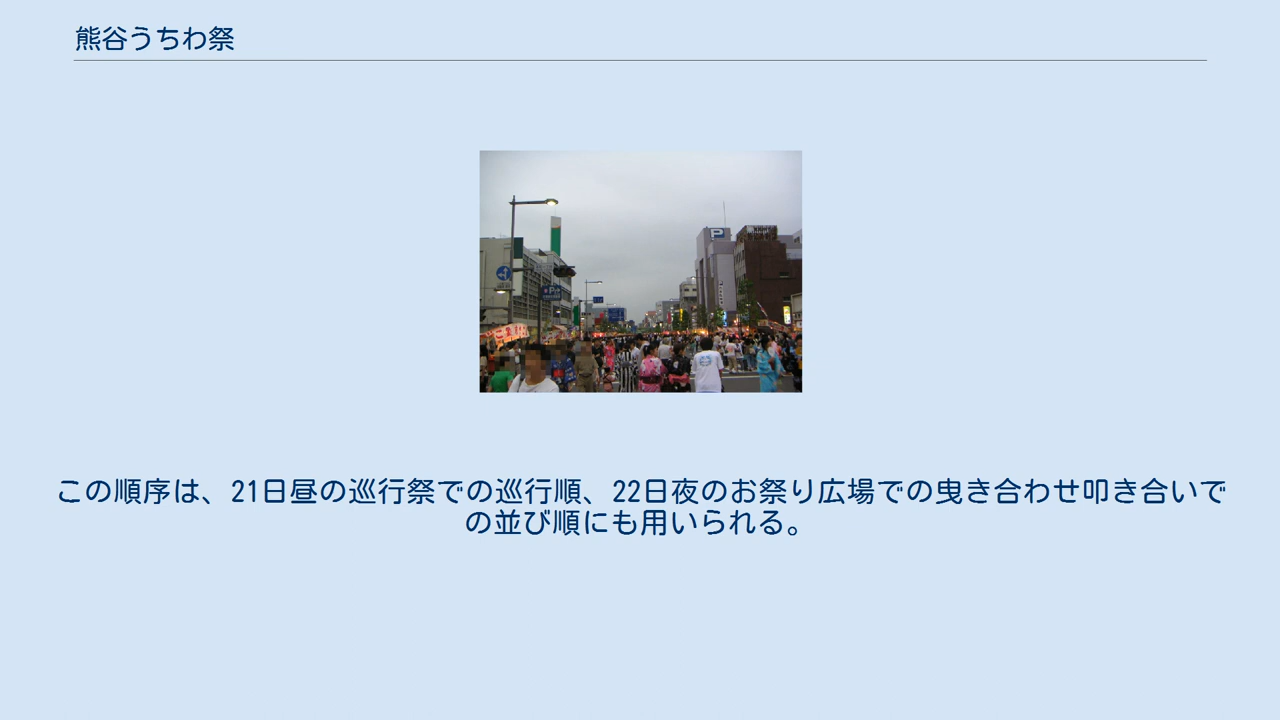 熊谷うちわ祭
P
P
この順序は、21日昼の巡行祭での巡行順、22日夜のお祭り広場での曳き合わせ叩き合いで
の並び順にも用いられる。